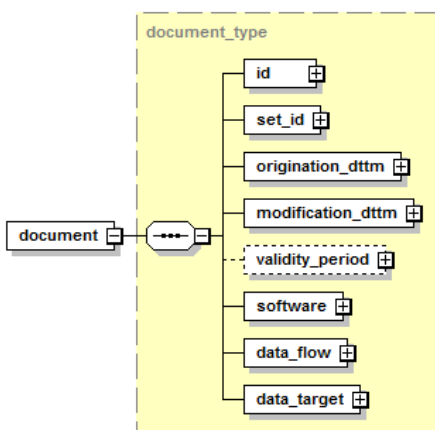 document_type
id
set_id
origination_dttm
modification_dttm
document
validity_period
software
data_flow
data_target